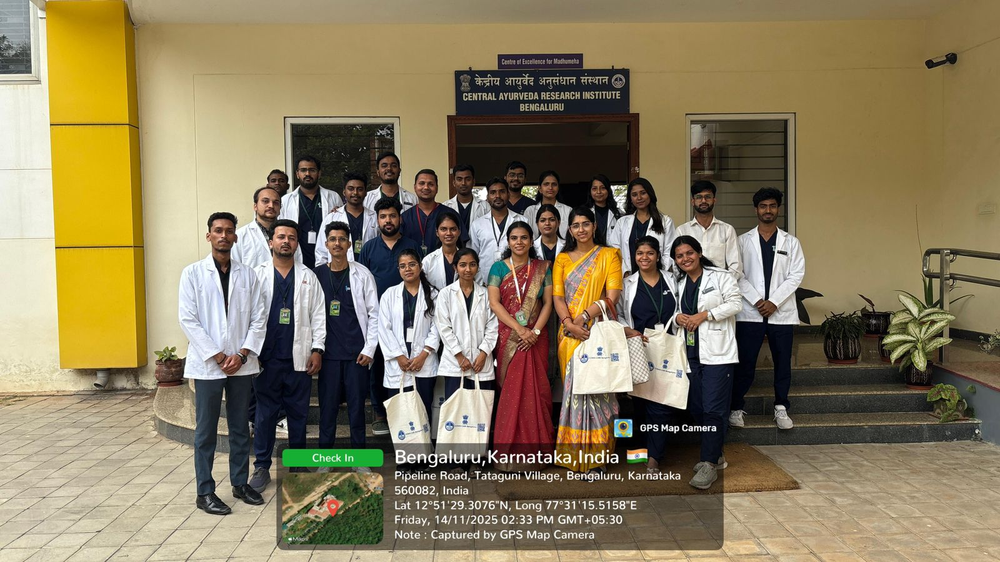 Centre of Excellence for Madhumeha
केन्द्रीय आयुर्वेद अनुसंधान संस्थान
CENTRAL AYURVEDA RESEARCH INSTITUTE
BENGALURU
GPS Map Camera
Check In
Bengaluru,Karnataka,India
Pipeline Road, Tataguni Village, Bengaluru, Karnataka
560082, India
Lat 12°51'29.3076"N, Long 77°31'15.5158"E
Friday, 14/11/2025 02:33 PM GMT+05:30
Note : Captured by GPS Map Camera
Maps